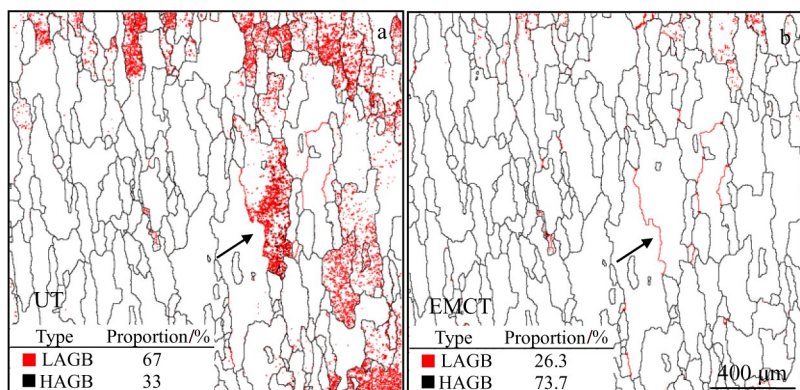 a
UT
Type Proportion/%
LAGB 67
HAGB 33
b
EMCT
Type Proportion/%
LAGB 26.3
HAGB 73.7
400 μm